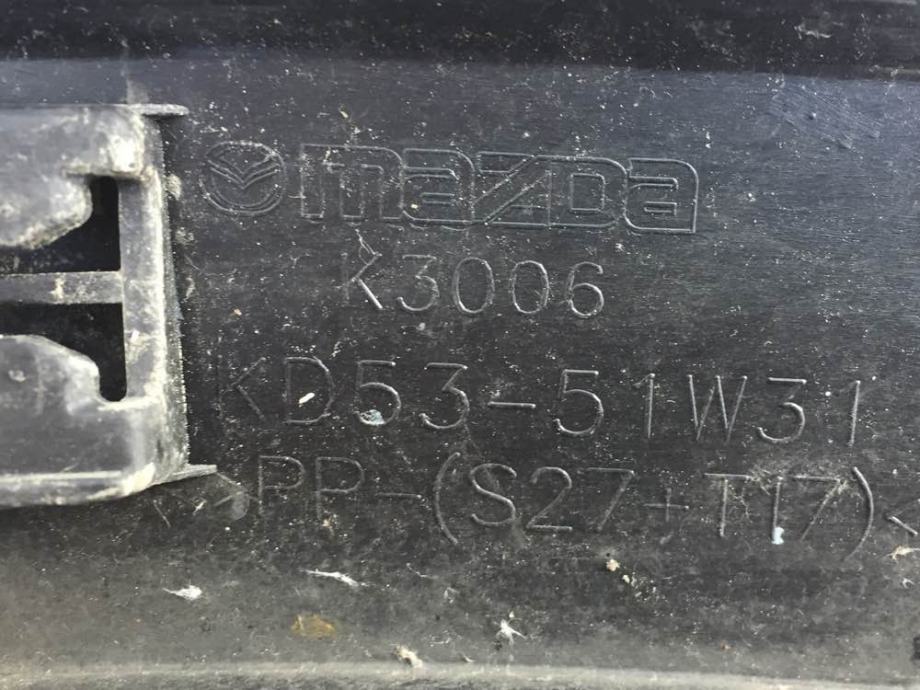 mazda
K3006
KD53-51W31
>PP-(S27+T17)<